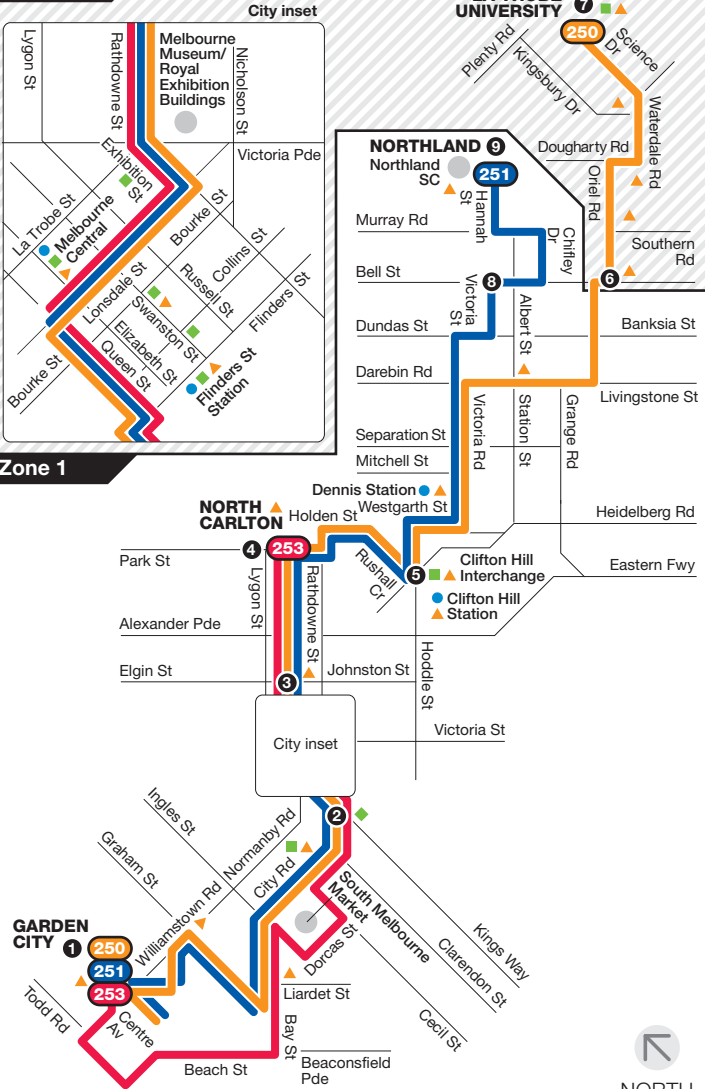 City inset
Lygon St
Rathdowne St
Melbourne
Museum/
Royal
Exhibition
Buildings
Nicholson St
Victoria Pde
Exhibition
St
La Trobe St
Melbourne
Central
Bourke St
Lonsdale St
Swanston St
Russell St
Collins St
Flinders St
Elizabeth St
Queen St
Bourke St
Flinders St
Station
Zone 1
UNIVERSITY 7
250
Plenty Rd
Kingsbury Dr
Science
Dr
Waterdale Rd
NORTHLAND 9
Northland
SC
251
Dougharty Rd
Oriel Rd
Murray Rd
Hannah
St
Chifley
Dr
Southern
Rd
Bell St
Victoria
St
8
6
Albert St
Dundas St
Banksia St
Darebin Rd
Livingstone St
Victoria Rd
Station St
Grange Rd
Separation St
Mitchell St
Dennis Station
Westgarth St
Heidelberg Rd
NORTH
CARLTON
Holden St
4
253
Park St
Rushall
Cr
5
Clifton Hill
Interchange
Eastern Fwy
Clifton Hill
Station
Lygon St
Rathdowne St
Alexander Pde
Hoddle St
Elgin St
3
Johnston St
City inset
Victoria St
Ingles St
Normanby Rd
2
Graham St
City Rd
Williamstown Rd
South Melbourne
Market
Kings Way
Clarendon St
GARDEN
CITY 1
250
251
253
Dorcas St
Cecil St
Todd Rd
Centre
Av
Liardet St
Bay St
Beach St
Beaconsfield
Pde